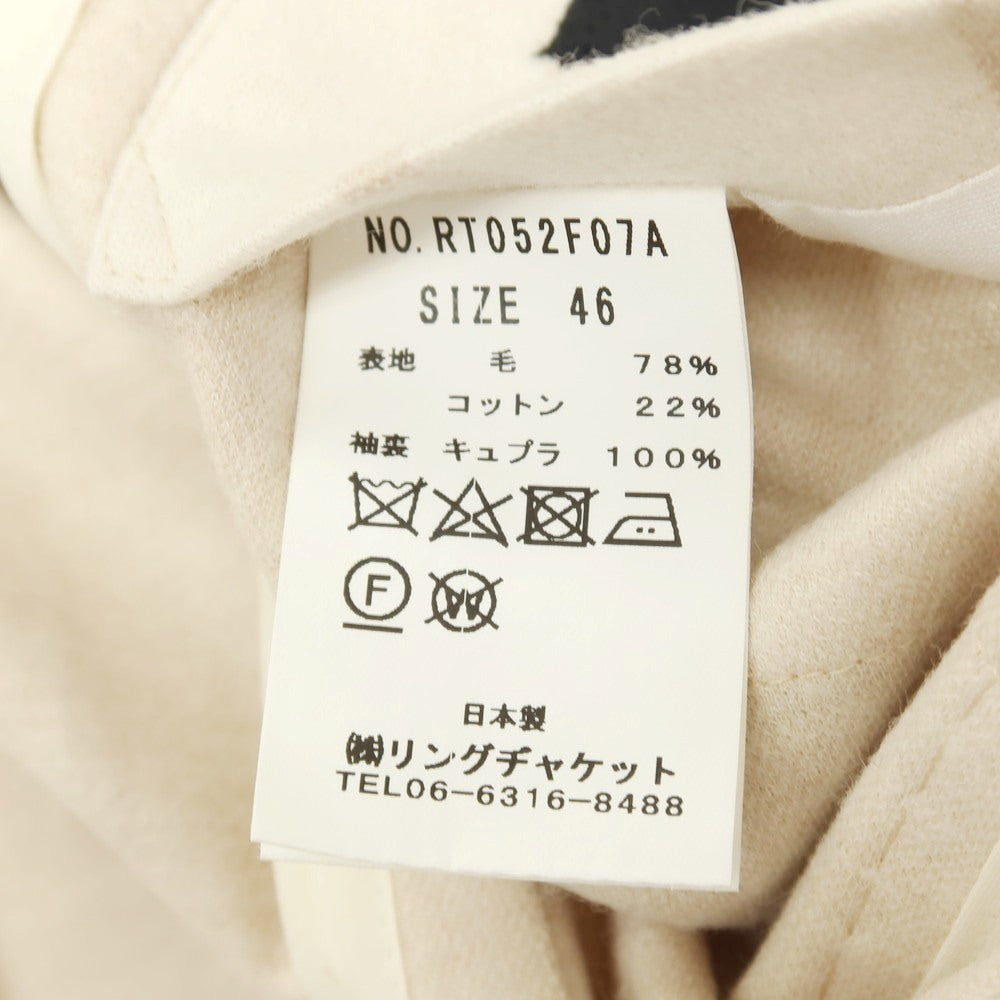 NO. RT052F07A
SIZE 46
表地 毛 78%
コットン 22%
袖裏 キュプラ 100%
F
W
日本製
㈱リングヂャケット
TEL06-6316-8488